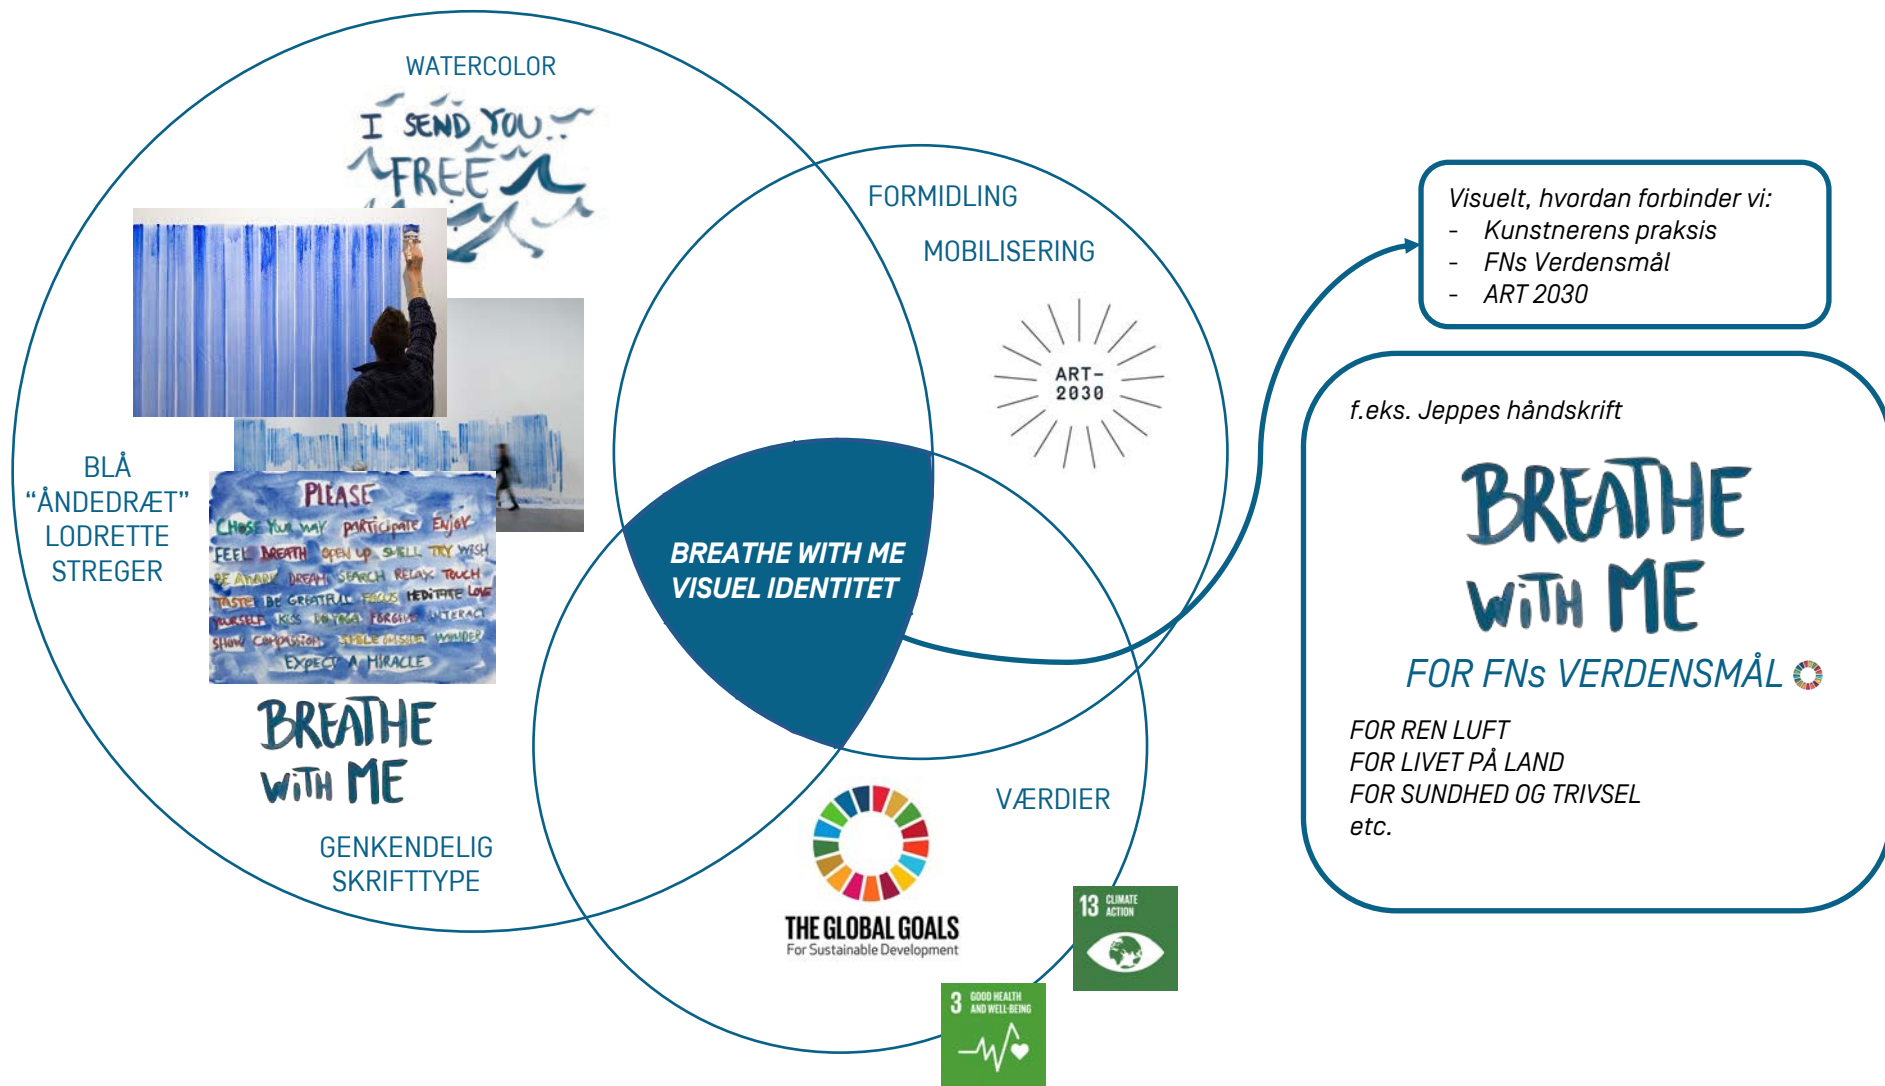 WATERCOLOR
I SEND YOU
FREE
BLÅ
“ÅNDEDRÆT”
LODRETTE
STREGER
PLEASE
CHOSE YOUR WAY PARTICIPATE ENJOY
FEEL BREATH OPEN UP SMELL TRY WISH
BE AWARE DREAM SEARCH RELAX TOUCH
TASTE BE GREATFULL FOCUS MEDITATE LOVE
YOURSELF KISS DO YOGA FORGIVE INTERACT
SHOW COMPASSION WONDER
EXPECT A MIRACLE
BREATHE
WiTH ME
GENKENDELIG
SKRIFTTYPE
FORMIDLING
MOBILISERING
ART–
2030
BREATHE WITH ME
VISUEL IDENTITET
VÆRDIER
THE GLOBAL GOALS
For Sustainable Development
13 CLIMATE
ACTION
3 GOOD HEALTH
AND WELL-BEING
Visuelt, hvordan forbinder vi:
- Kunstnerens praksis
- FNs Verdensmål
- ART 2030
f.eks. Jeppes håndskrift
BREATHE
WiTH ME
FOR FNs VERDENSMÅL
FOR REN LUFT
FOR LIVET PÅ LAND
FOR SUNDHED OG TRIVSEL
etc.